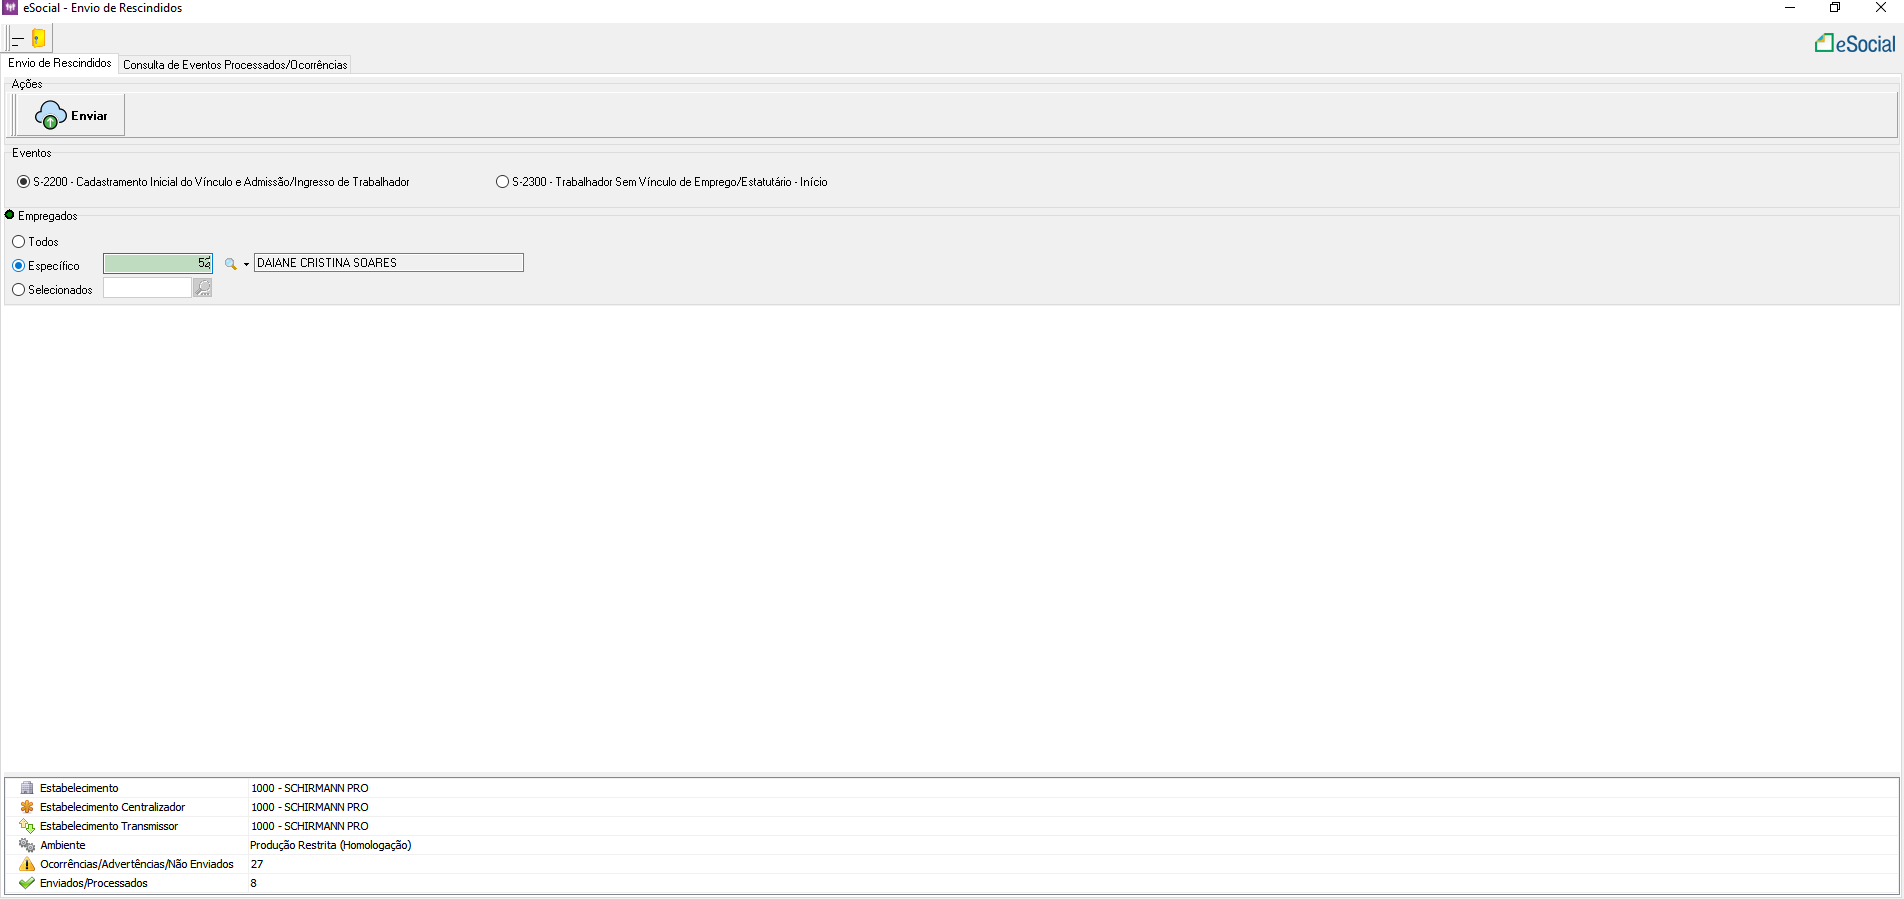 eSocial - Envio de Rescindidos
eSocial
Envio de Rescindidos
Consulta de Eventos Processados/Ocorrências
Ações
Enviar
Eventos
S-2200 - Cadastramento Inicial do Vínculo e Admissão/Ingresso de Trabalhador
S-2300 - Trabalhador Sem Vínculo de Emprego/Estatutário - Início
Empregados
Todos
Específico
52
DAIANE CRISTINA SOARES
Selecionados
Estabelecimento 1000 - SCHIRMANN PRO
Estabelecimento Centralizador 1000 - SCHIRMANN PRO
Estabelecimento Transmissor 1000 - SCHIRMANN PRO
Ambiente Produção Restrita (Homologação)
Ocorrências/Advertências/Não Enviados 27
Enviados/Processados 8